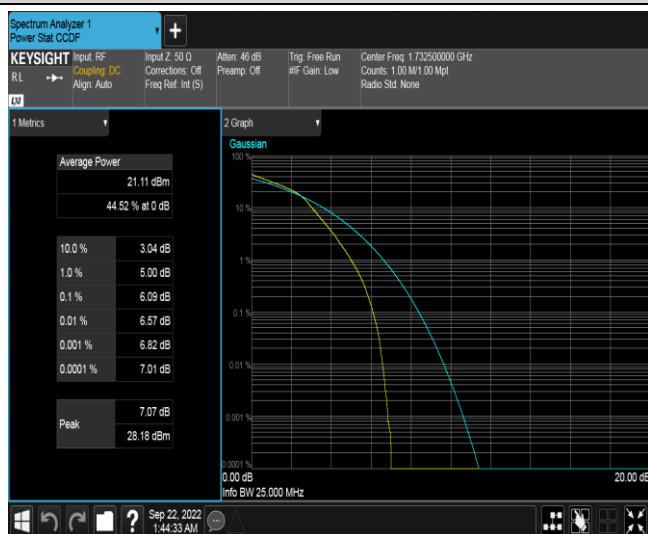 Spectrum Analyzer 1
Power Stat CCDF
+
KEYSIGHT
RL
LXI
Input: RF
Coupling: DC
Align: Auto
Input Z: 50 Ω
Corrections: Off
Freq Ref: Int (S)
Atten: 46 dB
Preamp: Off
Trig: Free Run
#IF Gain: Low
Center Freq: 1.732500000 GHz
Counts: 1.00 M/1.00 Mpt
Radio Std: None
1 Metrics
Average Power
21.11 dBm
44.52 % at 0 dB
10.0 % 3.04 dB
1.0 % 5.00 dB
0.1 % 6.09 dB
0.01 % 6.57 dB
0.001 % 6.82 dB
0.0001 % 7.01 dB
Peak
7.07 dB
28.18 dBm
2 Graph
Gaussian
100 %
10 %
1 %
0.1 %
0.01 %
0.001 %
0.0001 %
0.00 dB
20.00 dB
Info BW 25.000 MHz
?
Sep 22, 2022
1:44:33 AM